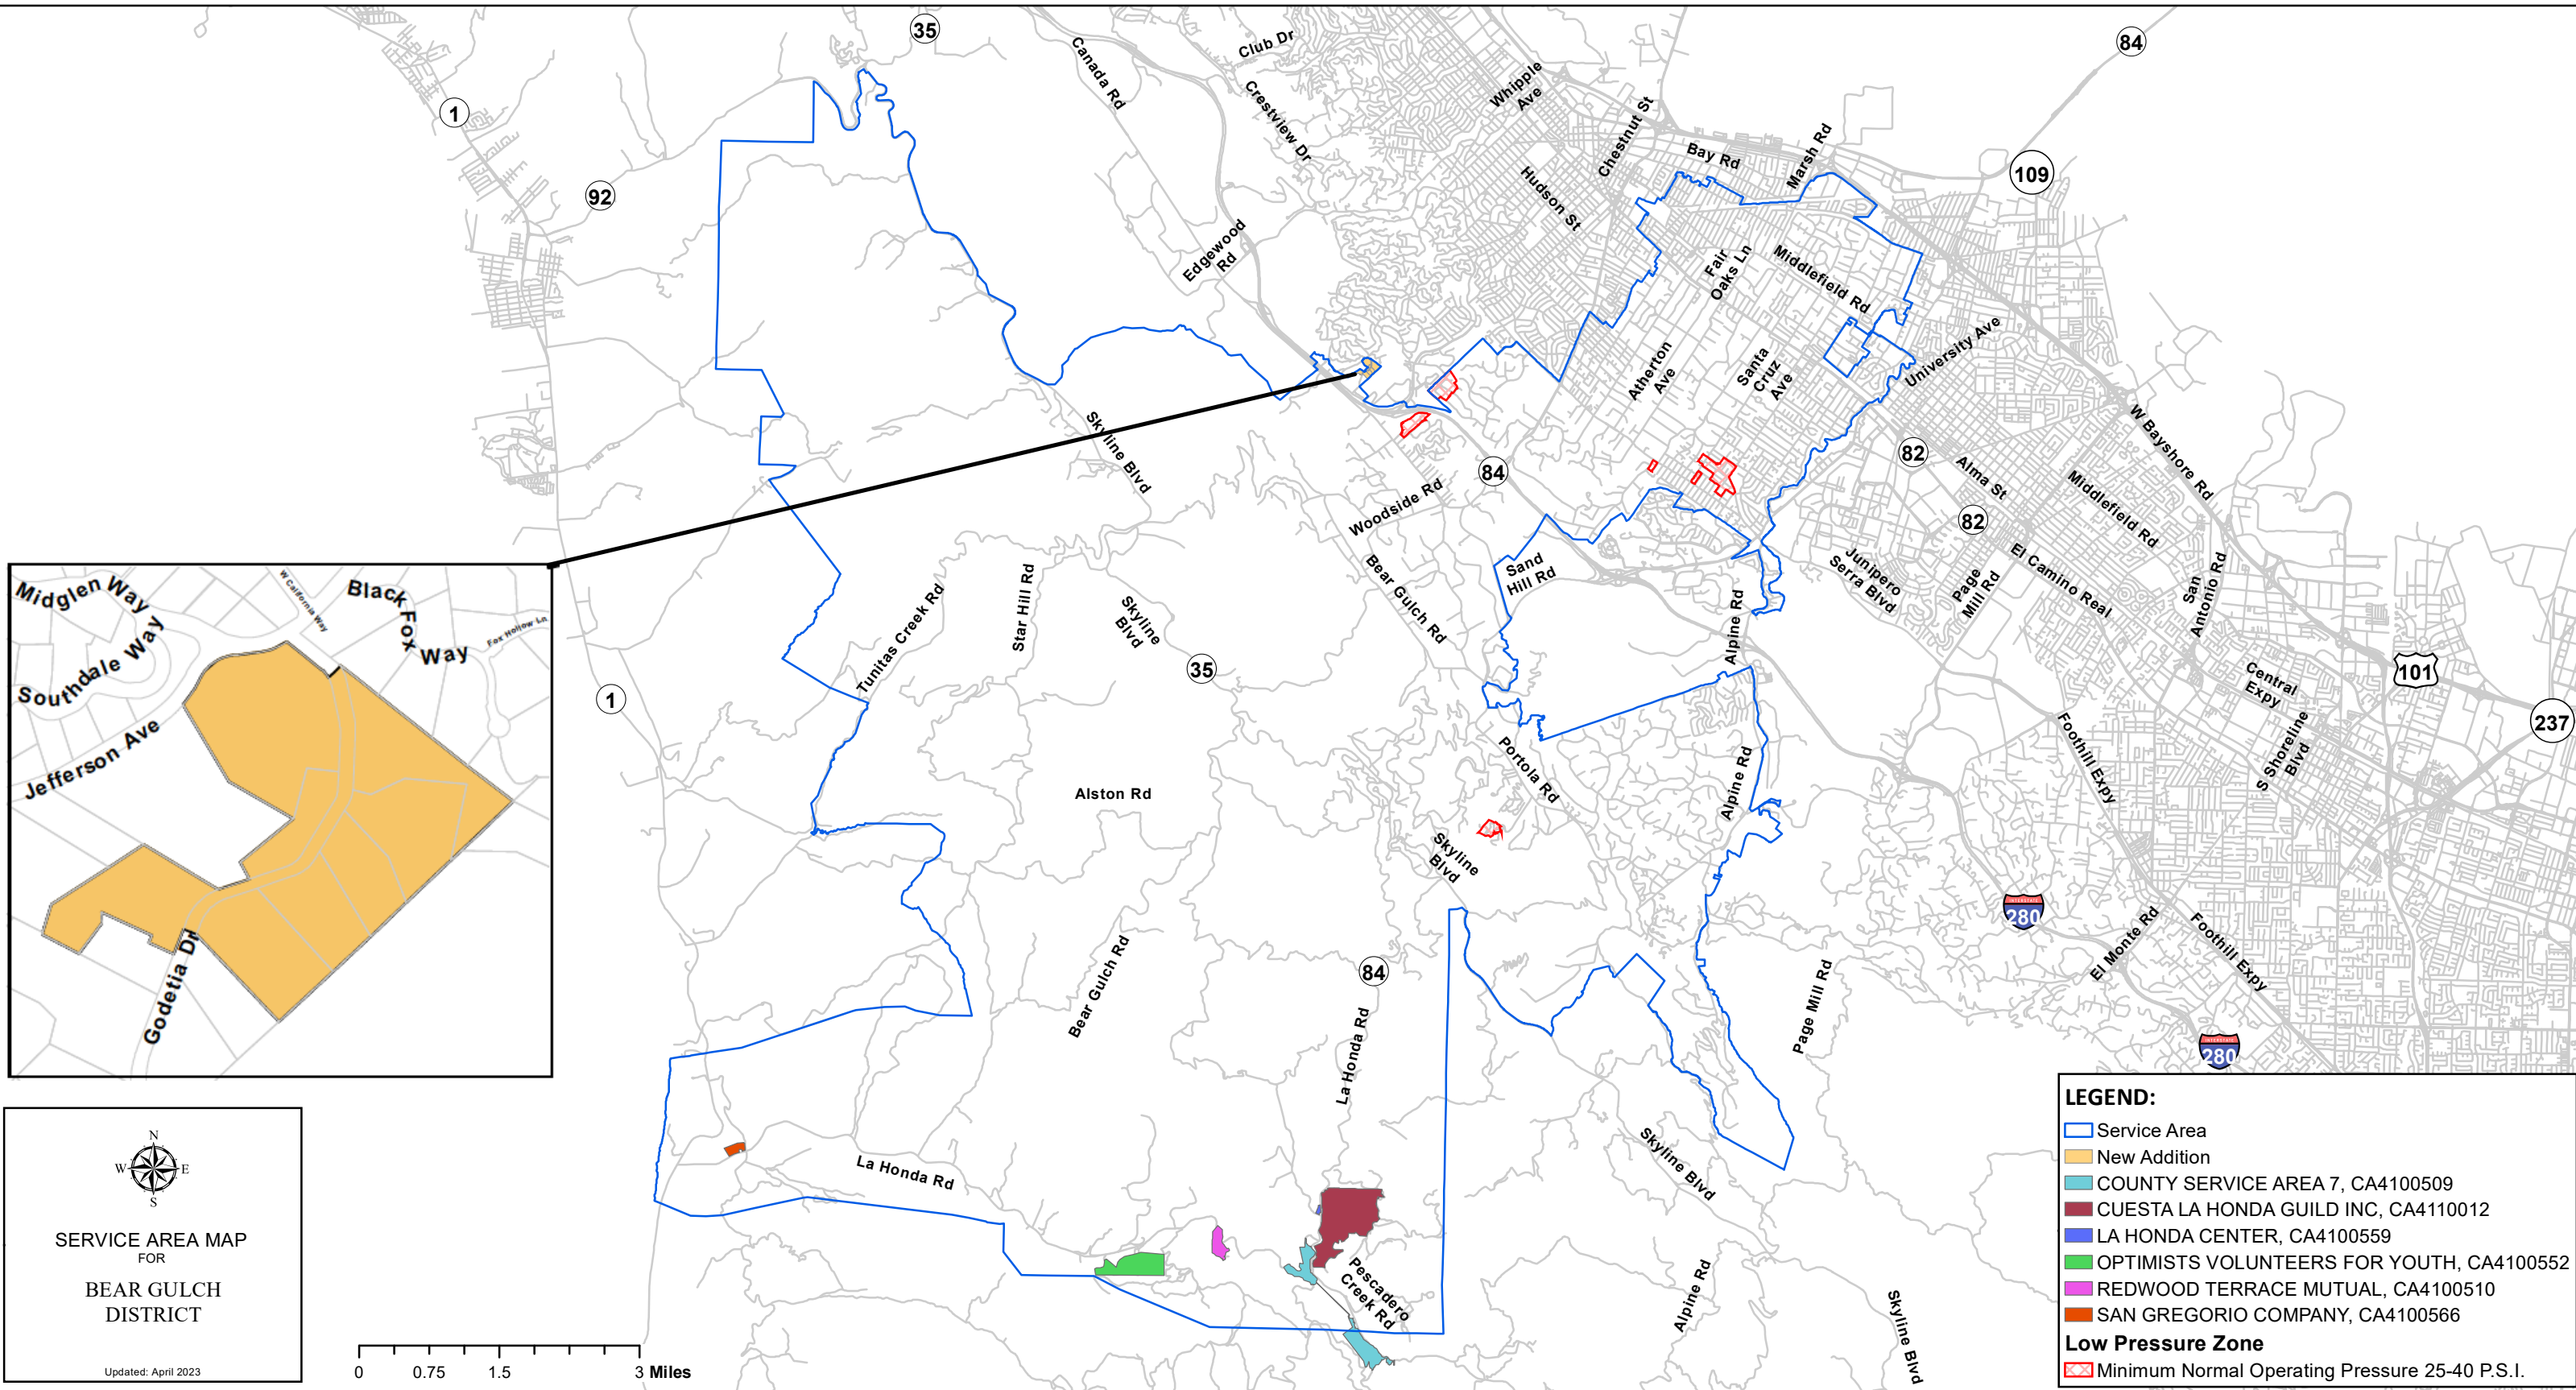 35
84
Club Dr
Canada Rd
Whipple
Ave
Crestview Dr
Chestnut St
1
Bay Rd
Marsh Rd
109
92
Hudson St
Edgewood
Rd
Fair
Oaks Ln
Middlefield Rd
Atherton
Ave
Santa
Cruz
Ave
University Ave
W Bayshore Rd
Skyline Blvd
84
82
Alma St
Middlefield Rd
Woodside Rd
82
Sand
Hill Rd
Bear Gulch Rd
Junipero
Serra Blvd
Page
Mill Rd
El Camino Real
San
Antonio Rd
Tunitas Creek Rd
Star Hill Rd
Skyline
Blvd
35
Alpine Rd
101
Central
Expy
237
1
Foothill Expy
S Shoreline
Blvd
Portola Rd
Alpine Rd
Alston Rd
Skyline
Blvd
INTERSTATE
280
El Monte Rd
Foothill Expy
Bear Gulch Rd
84
La Honda Rd
Page Mill Rd
INTERSTATE
280
La Honda Rd
Skyline Blvd
Pescadero
Creek Rd
Alpine Rd
Skyline Blvd
Midglen Way
W California Way
Black
Fox
Way
Fox Hollow Ln
Southdale Way
Jefferson Ave
Godetia Dr
N
W
E
S
SERVICE AREA MAP
FOR
BEAR GULCH
DISTRICT
Updated: April 2023
0
0.75
1.5
3 Miles
LEGEND:
Service Area
New Addition
COUNTY SERVICE AREA 7, CA4100509
CUESTA LA HONDA GUILD INC, CA4110012
LA HONDA CENTER, CA4100559
OPTIMISTS VOLUNTEERS FOR YOUTH, CA4100552
REDWOOD TERRACE MUTUAL, CA4100510
SAN GREGORIO COMPANY, CA4100566
Low Pressure Zone
Minimum Normal Operating Pressure 25-40 P.S.I.